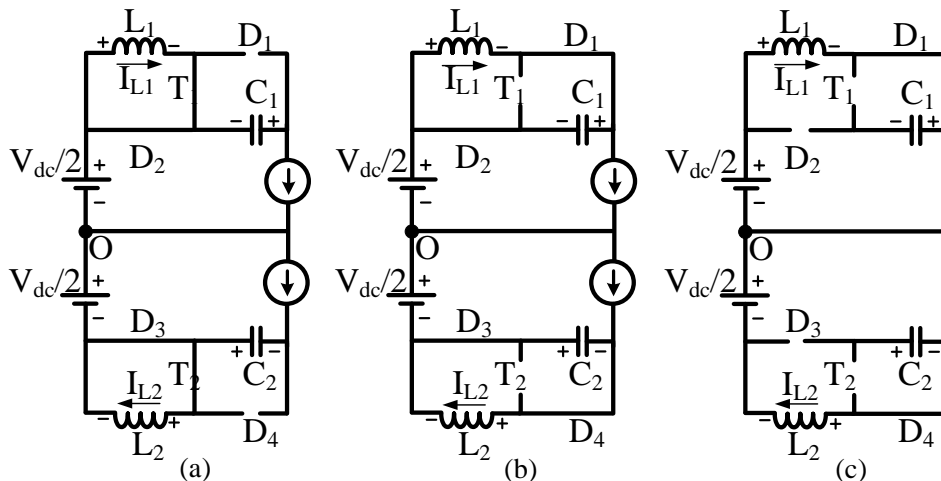 + L1 - D1
IL1 T1 C1
- +
D2
Vdc/2 +
-
O
Vdc/2 +
-
D3
+ -
T2 C2
IL2
- +
L2 D4
(a)
+ L1 - D1
IL1 T1 C1
- +
D2
Vdc/2 +
-
O
Vdc/2 +
-
D3
+ -
T2 C2
IL2
- +
L2 D4
(b)
+ L1 - D1
IL1 T1 C1
- +
D2
Vdc/2 +
-
O
Vdc/2 +
-
D3
+ -
T2 C2
IL2
- +
L2 D4
(c)